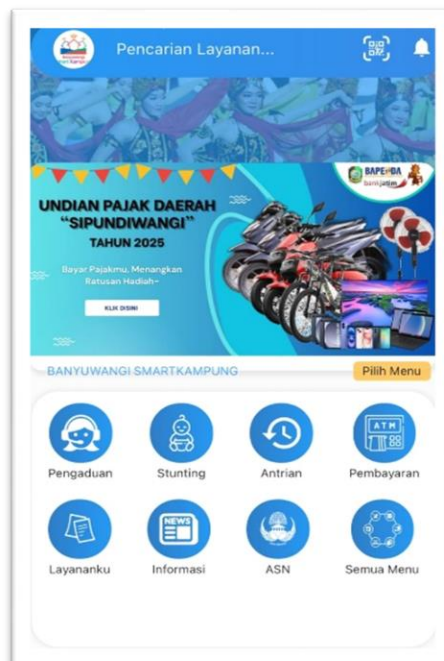 Pencarian Layanan...
BAPENDA
bankjatim
UNDIAN PAJAK DAERAH
"SIPUNDIWANGI"
TAHUN 2025
Bayar Pajakmu, Menangkan
Ratusan Hadiah~
KLIK DISINI
BANYUWANGI SMARTKAMPUNG
Pilih Menu
ATM
Pengaduan
Stunting
Antrian
Pembayaran
NEWS
Layananku
Informasi
ASN
Semua Menu